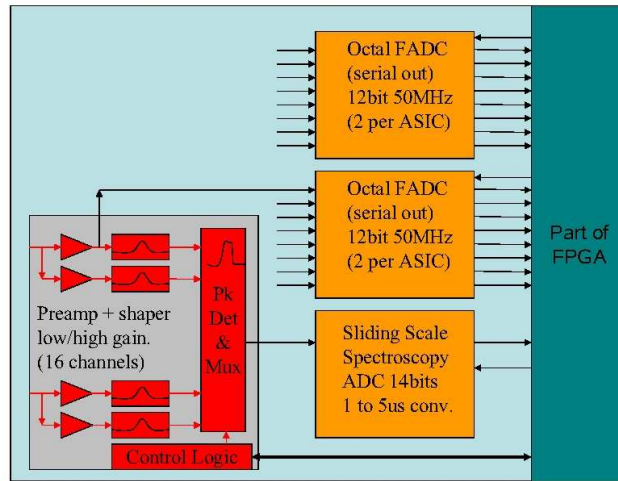 Octal FADC
(serial out)
12bit 50MHz
(2 per ASIC)
Octal FADC
(serial out)
12bit 50MHz
(2 per ASIC)
Part of
FPGA
Preamp + shaper
low/high gain.
(16 channels)
Pk
Det
&
Mux
Sliding Scale
Spectroscopy
ADC 14bits
1 to 5us conv.
Control Logic